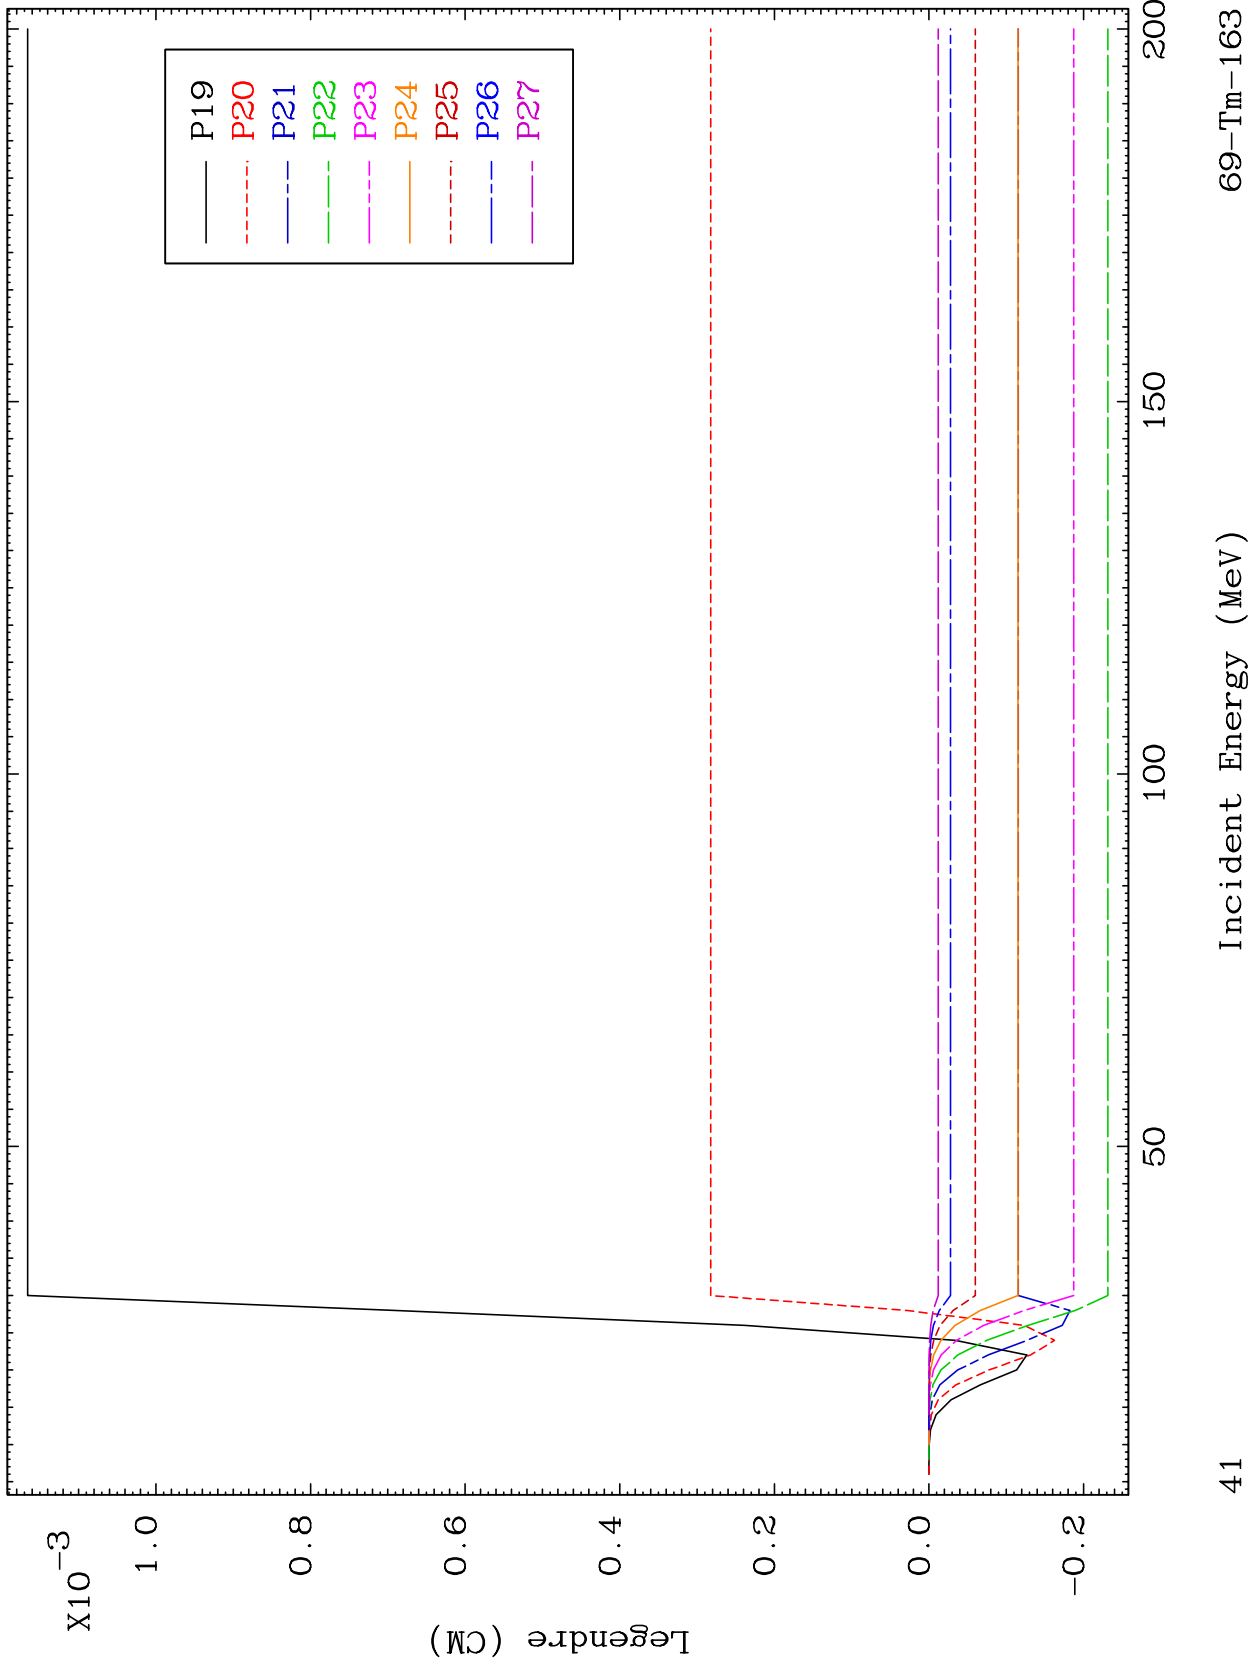 X10-3
1.0
0.8
0.6
0.4
0.2
0.0
-0.2
Legendre (CM)
P19
P20
P21
P22
P23
P24
P25
P26
P27
50
100
150
200
Incident Energy (MeV)
41
69-Tm-163